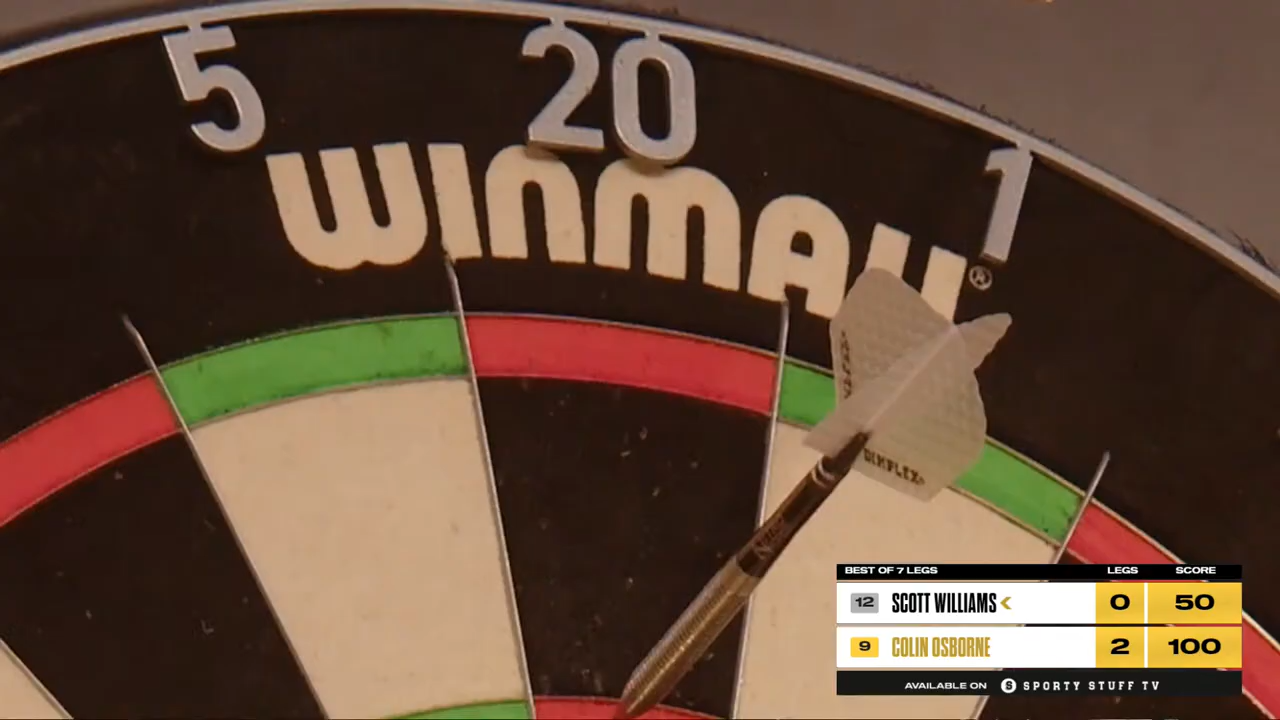 5 20 1
WINMAU®
DIMPLEX
BEST OF 7 LEGS LEGS SCORE
12 SCOTT WILLIAMS < 0 50
9 COLIN OSBORNE 2 100
AVAILABLE ON S SPORTY STUFF TV